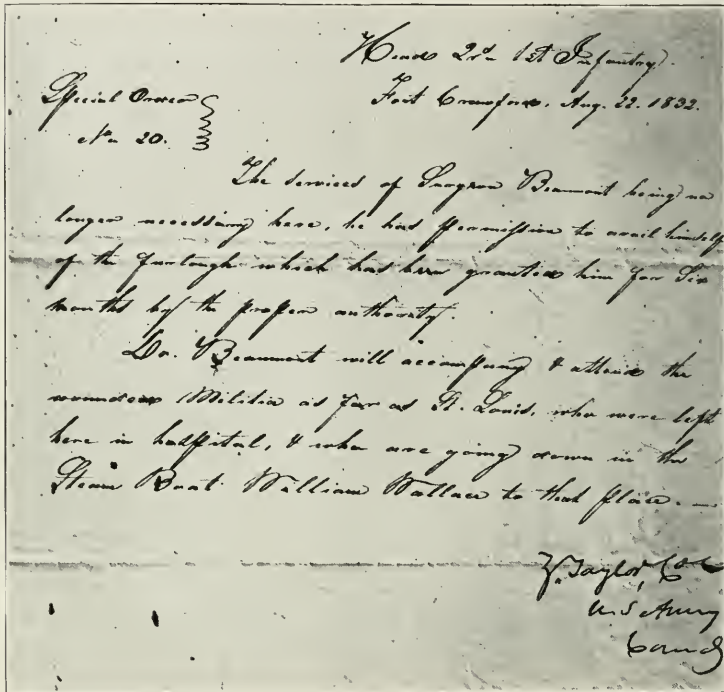 Head Qrs. 1st Infantry.
Fort Crawford, Aug. 22. 1832.
Special Order
No 20.
The services of Surgeon Beaumont being no
longer necessary here, he has permission to avail himself
of the furlough which has been granted him for Six
months by the proper authority.
Dr. Beaumont will accompany & attend the
wounded Militia as far as St. Louis, who were left
here in hospital, & who are going down in the
Steam Boat William Wallace to that place. —
Z. Taylor, Col
U.S Army
Comdg